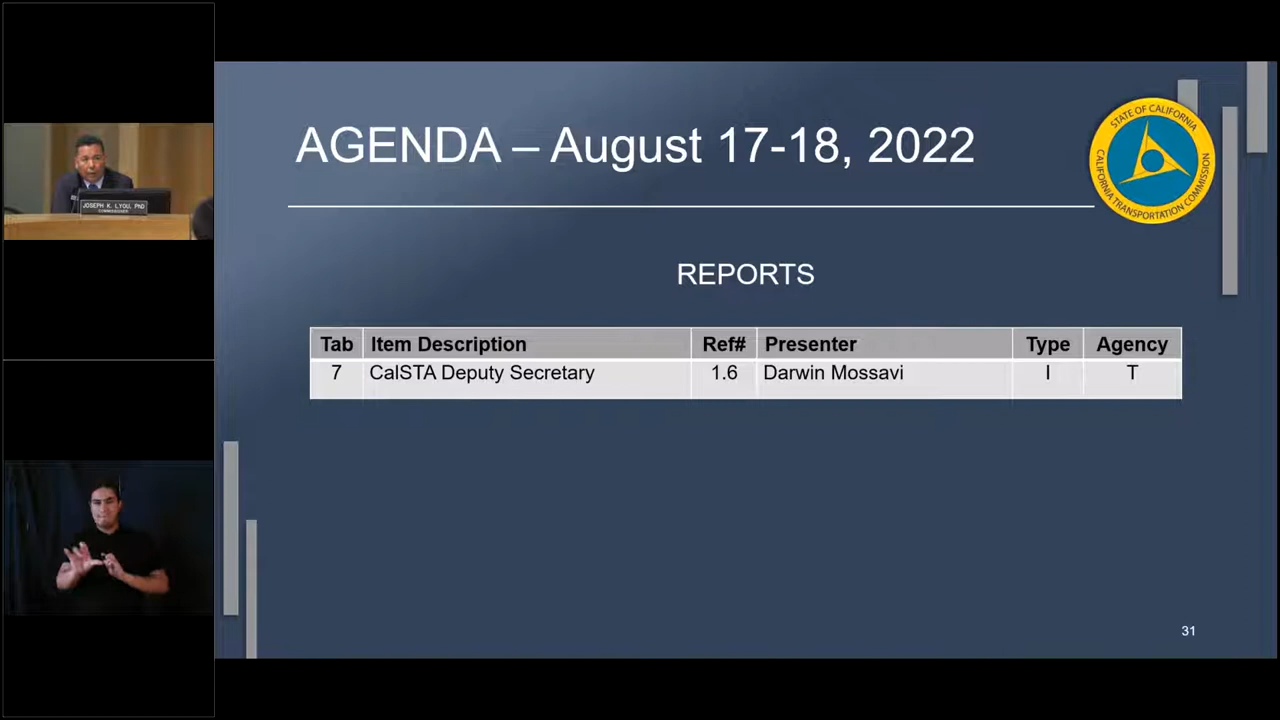 AGENDA – August 17-18, 2022
STATE OF CALIFORNIA
CALIFORNIA TRANSPORTATION COMMISSION
REPORTS
Tab Item Description Ref# Presenter Type Agency
7 CalSTA Deputy Secretary 1.6 Darwin Mossavi I T
JOSEPH K. LYOU, PhD
COMMISSIONER
31